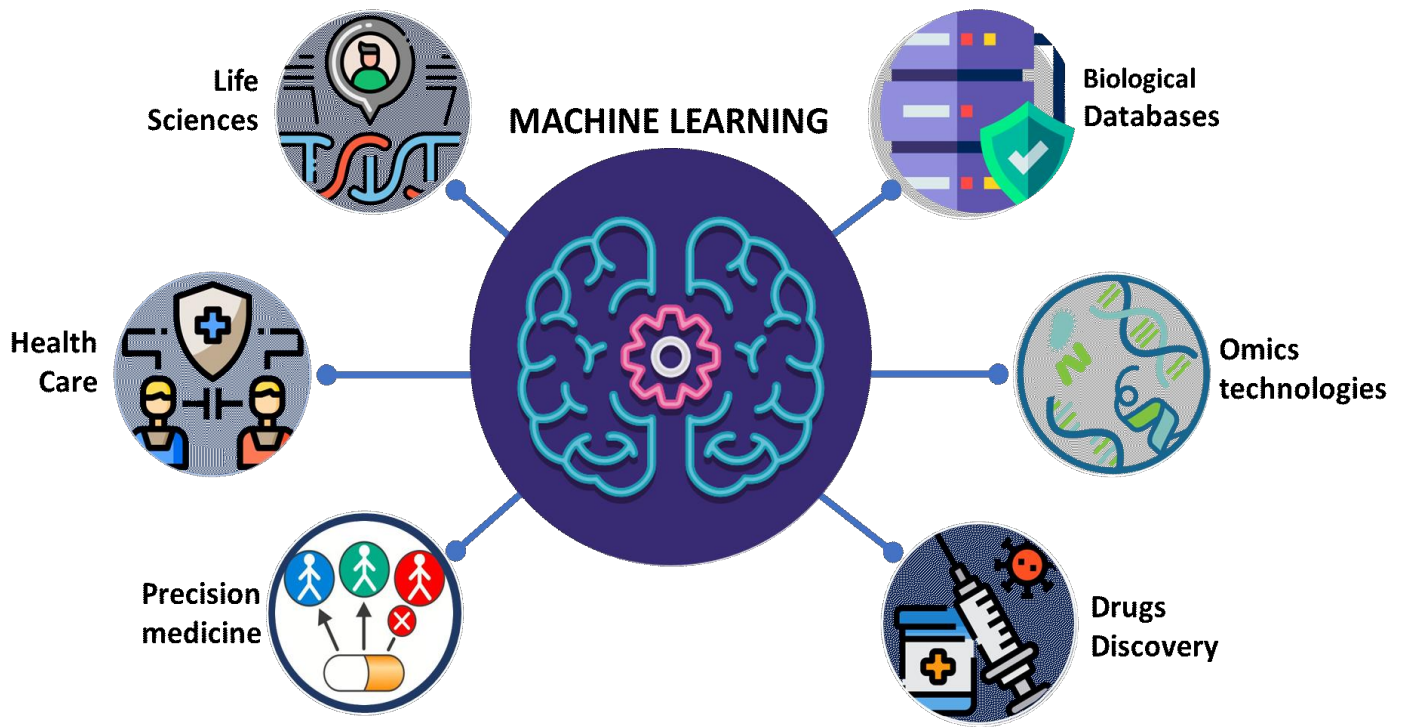 MACHINE LEARNING
Life
Sciences
Biological
Databases
Health
Care
Omics
technologies
Precision
medicine
Drugs
Discovery